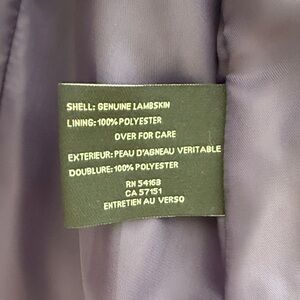 SHELL: GENUINE LAMBSKIN
LINING: 100% POLYESTER
OVER FOR CARE
EXTERIEUR: PEAU D'AGNEAU VERITABLE
DOUBLURE: 100% POLYESTER
RN 54163
CA 57151
ENTRETIEN AU VERSO